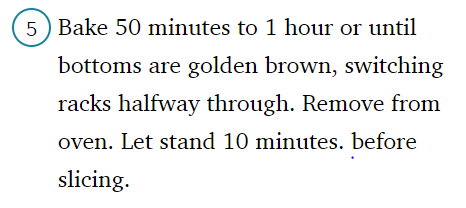 5 Bake 50 minutes to 1 hour or until
bottoms are golden brown, switching
racks halfway through. Remove from
oven. Let stand 10 minutes. before
slicing.